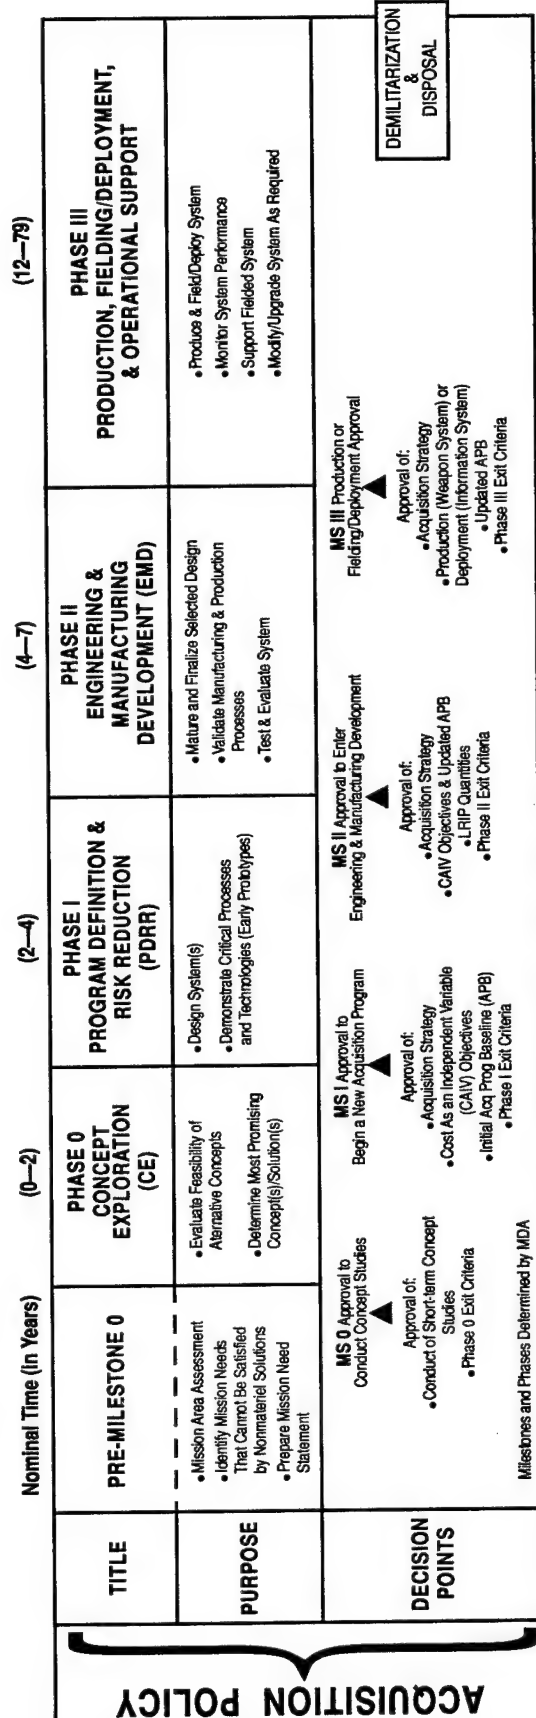 Nominal Time (In Years)
(0—2)
(2—4)
(4—7)
(12—79)
ACQUISITION POLICY
TITLE
PRE-MILESTONE 0
PHASE 0
CONCEPT
EXPLORATION
(CE)
PHASE I
PROGRAM DEFINITION &
RISK REDUCTION
(PDRR)
PHASE II
ENGINEERING &
MANUFACTURING
DEVELOPMENT (EMD)
PHASE III
PRODUCTION, FIELDING/DEPLOYMENT,
& OPERATIONAL SUPPORT
PURPOSE
• Mission Area Assessment
• Identify Mission Needs
That Cannot Be Satisfied
by Nonmateriel Solutions
• Prepare Mission Need
Statement
• Evaluate Feasibility of
Aternative Concepts
• Determine Most Promising
Concept(s)/Solution(s)
• Design System(s)
• Demonstrate Critical Processes
and Technologies (Early Prototypes)
• Mature and Finalize Selected Design
• Validate Manufacturing & Production
Processes
• Test & Evaluate System
• Produce & Field/Deploy System
• Monitor System Performance
• Support Fielded System
• Modify/Upgrade System As Required
DECISION
POINTS
MS 0 Approval to
Conduct Concept Studies
Approval of:
• Conduct of Short-term Concept
Studies
• Phase 0 Exit Criteria
MS I Approval to
Begin a New Acquisition Program
Approval of:
• Acquisition Strategy
• Cost As an Independent Variable
(CAIV) Objectives
• Initial Acq Prog Baseline (APB)
• Phase I Exit Criteria
MS II Approval to Enter
Engineering & Manufacturing Development
Approval of:
• Acquisition Strategy
• CAIV Objectives & Updated APB
• LRIP Quantities
• Phase II Exit Criteria
MS III Production or
Fielding/Deployment Approval
Approval of:
• Acquisition Strategy
• Production (Weapon System) or
Deployment (Information System)
• Updated APB
• Phase III Exit Criteria
DEMILITARIZATION
&
DISPOSAL
Milestones and Phases Determined by MDA